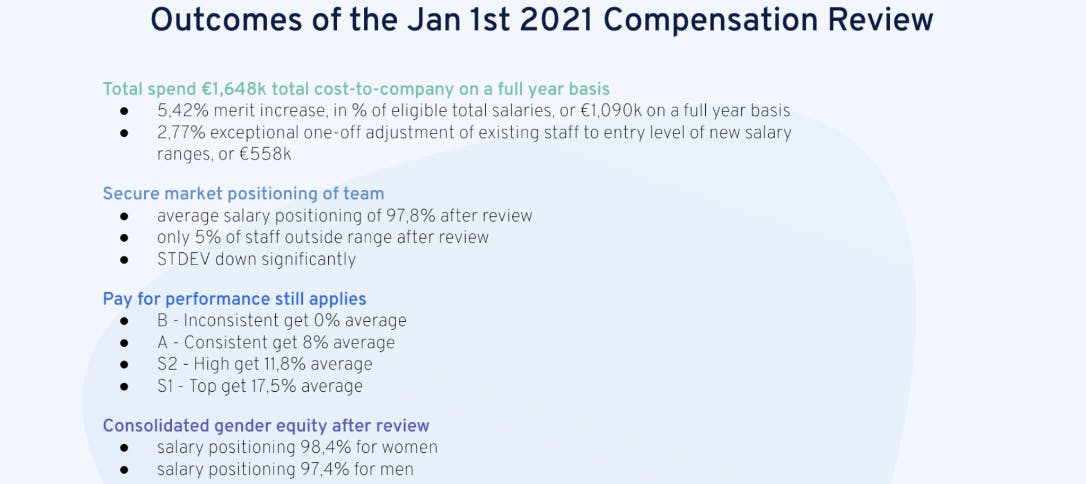 Outcomes of the Jan 1st 2021 Compensation Review
Total spend €1,648k total cost-to-company on a full year basis
● 5,42% merit increase, in % of eligible total salaries, or €1,090k on a full year basis
● 2,77% exceptional one-off adjustment of existing staff to entry level of new salary
ranges, or €558k
Secure market positioning of team
● average salary positioning of 97,8% after review
● only 5% of staff outside range after review
● STDEV down significantly
Pay for performance still applies
● B - Inconsistent get 0% average
● A - Consistent get 8% average
● S2 - High get 11,8% average
● S1 - Top get 17,5% average
Consolidated gender equity after review
● salary positioning 98,4% for women
● salary positioning 97,4% for men